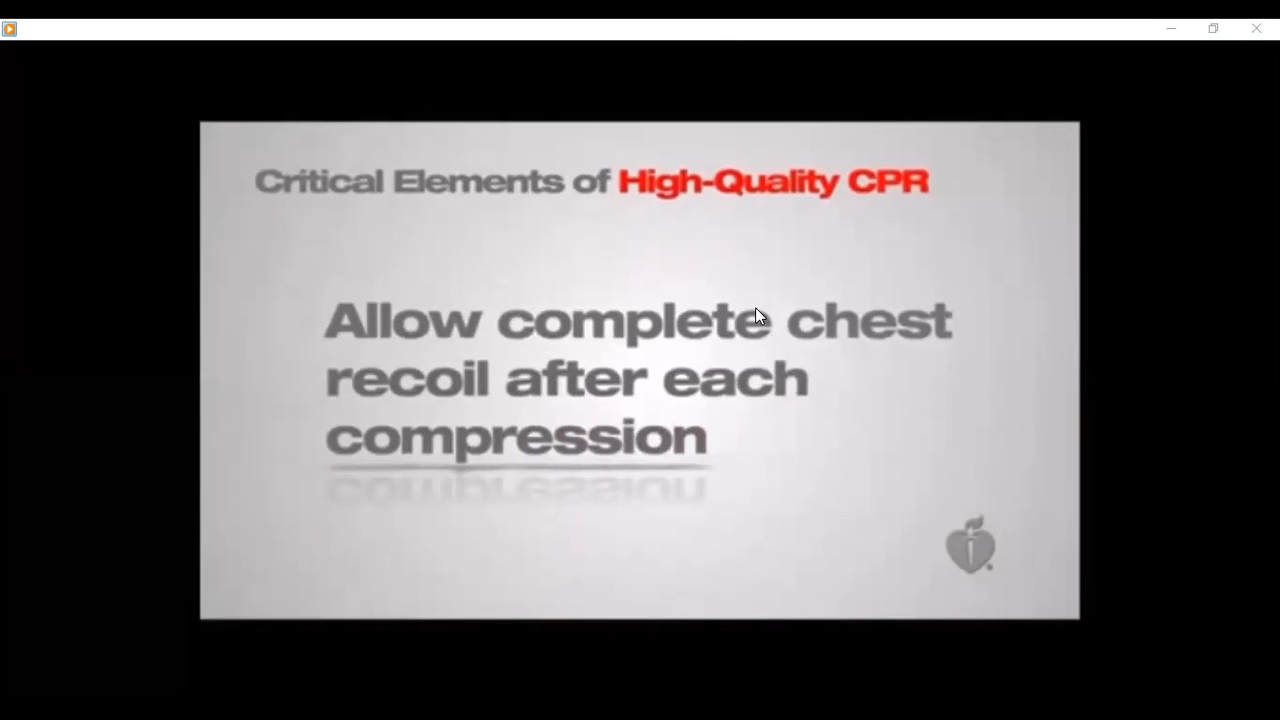 Critical Elements of High-Quality CPR
Allow complete chest
recoil after each
compression